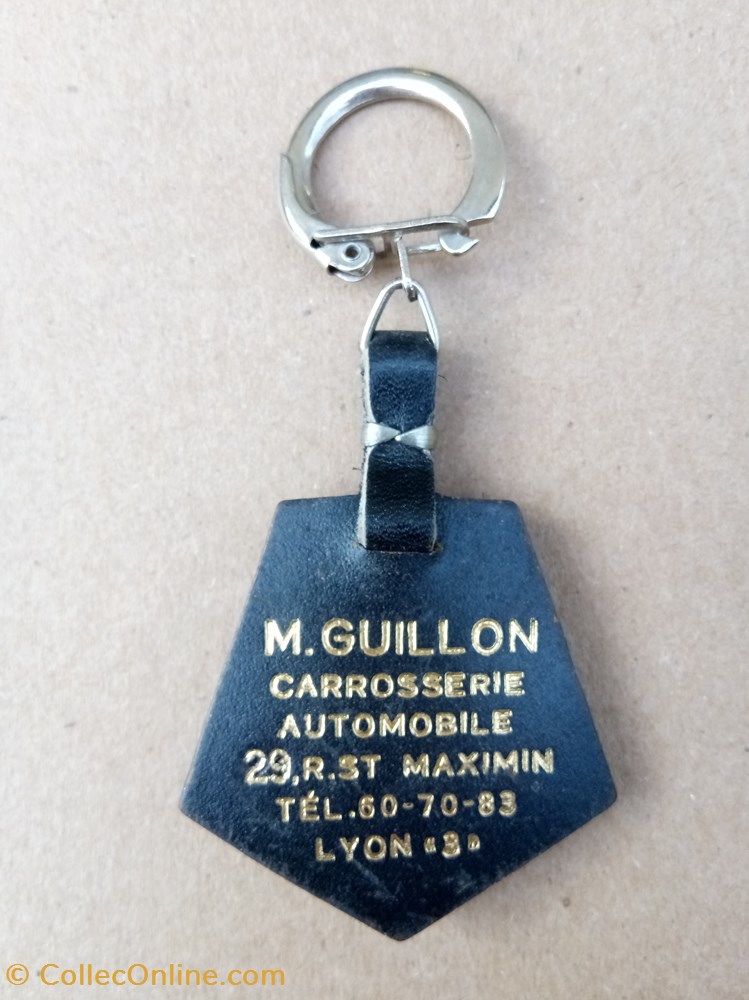 M.GUILLON
CARROSSERIE
AUTOMOBILE
29,R.ST MAXIMIN
TÉL.60-70-83
LYON «3»
© CollecOnline.com